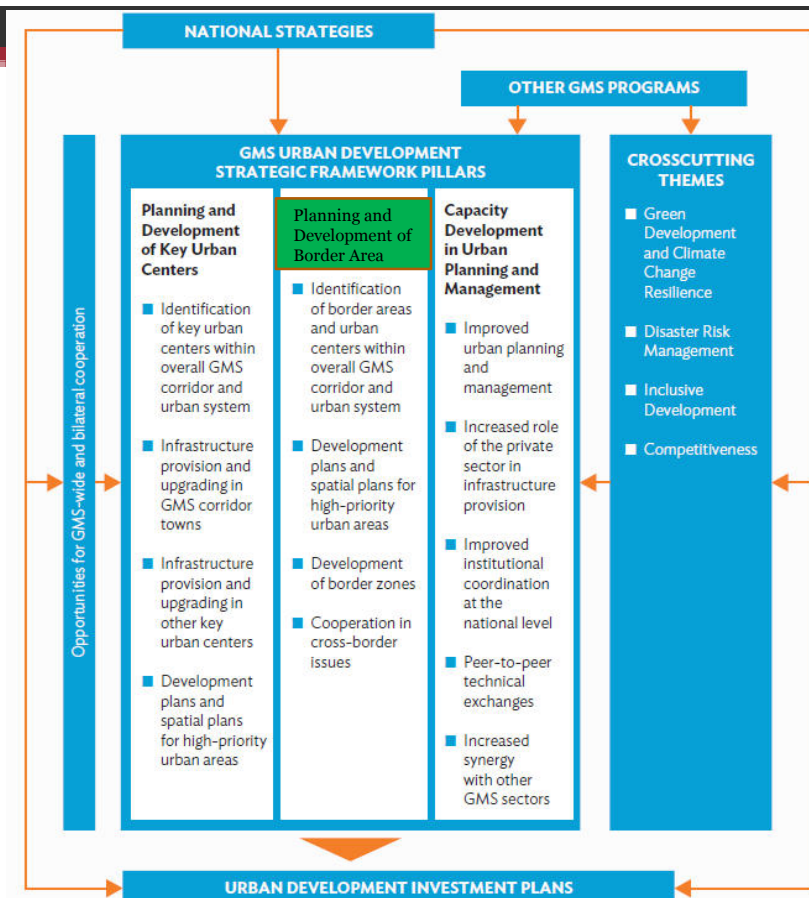 NATIONAL STRATEGIES
OTHER GMS PROGRAMS
Opportunities for GMS-wide and bilateral cooperation
GMS URBAN DEVELOPMENT
STRATEGIC FRAMEWORK PILLARS
Planning and
Development
of Key Urban
Centers
Identification
of key urban
centers within
overall GMS
corridor and
urban system
Infrastructure
provision and
upgrading in
GMS corridor
towns
Infrastructure
provision and
upgrading in
other key
urban centers
Development
plans and
spatial plans
for high-priority
urban areas
Planning and
Development of
Border Area
Identification
of border areas
and urban
centers within
overall GMS
corridor and
urban system
Development
plans and
spatial plans for
high-priority
urban areas
Development
of border zones
Cooperation in
cross-border
issues
Capacity
Development
in Urban
Planning and
Management
Improved
urban planning
and
management
Increased role
of the private
sector in
infrastructure
provision
Improved
institutional
coordination
at the
national level
Peer-to-peer
technical
exchanges
Increased
synergy
with other
GMS sectors
CROSSCUTTING
THEMES
Green
Development
and Climate
Change
Resilience
Disaster Risk
Management
Inclusive
Development
Competitiveness
URBAN DEVELOPMENT INVESTMENT PLANS